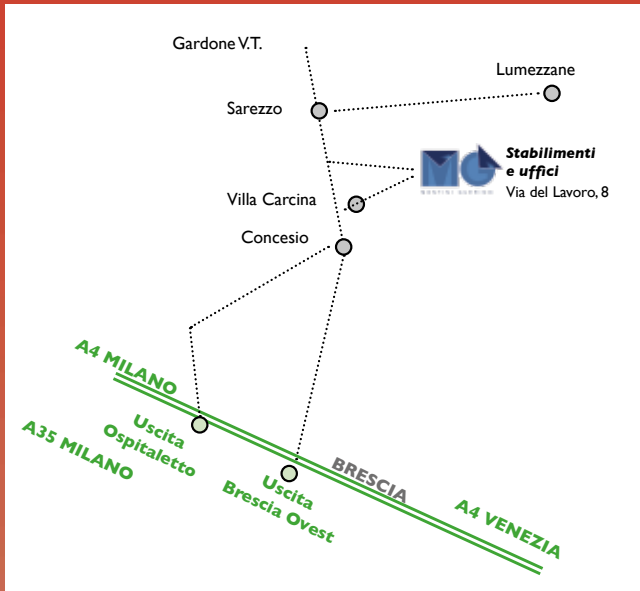 Gardone V.T.
Lumezzane
Sarezzo
Stabilimenti
e uffici
Via del Lavoro, 8
MG
Villa Carcina
Concesio
A4 MILANO
Uscita
Ospitaletto
A35 MILANO
BRESCIA
Uscita
Brescia Ovest
A4 VENEZIA